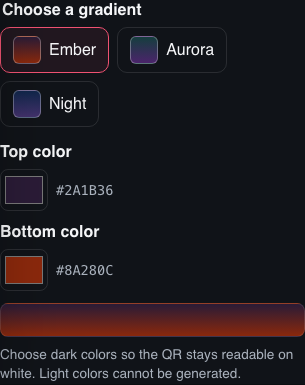 Choose a gradient
Ember
Aurora
Night
Top color
#2A1B36
Bottom color
#8A280C
Choose dark colors so the QR stays readable on
white. Light colors cannot be generated.